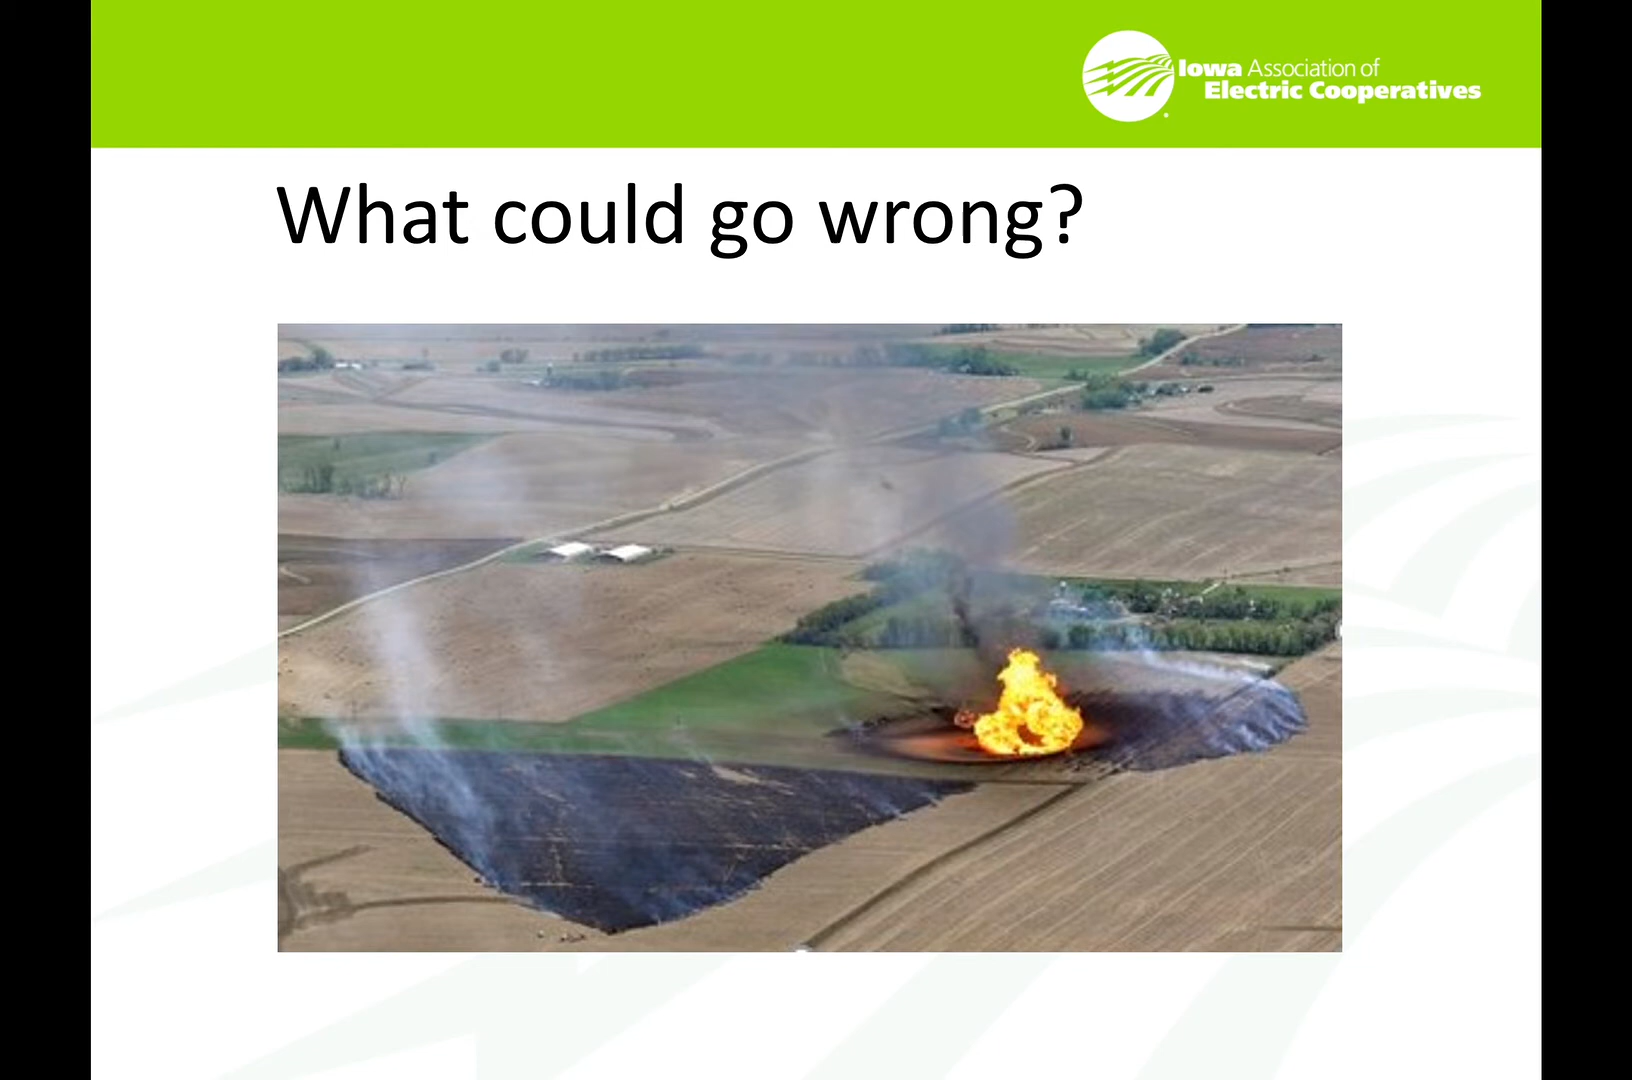 Iowa Association of
Electric Cooperatives
What could go wrong?